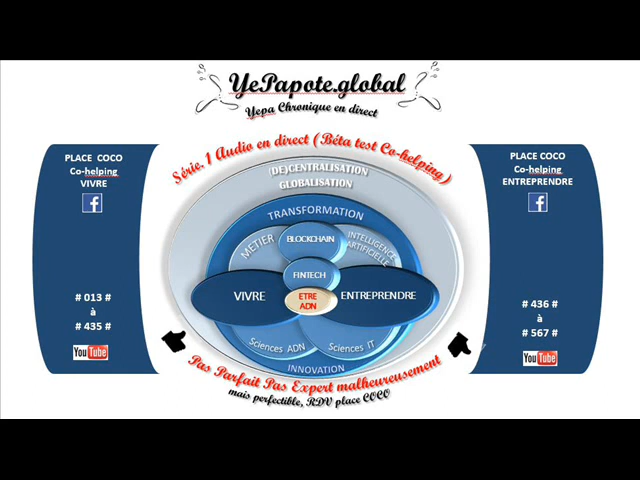 YePapote.global
Yepa Chronique en direct
Série, 1 Audio en direct (Béta test Co-helping)
(DE)CENTRALISATION
GLOBALISATION
TRANSFORMATION
METIER
BLOCKCHAIN
INTELLIGENCE
ARTIFICIELLE
FINTECH
VIVRE
ETRE
ADN
ENTREPRENDRE
Sciences ADN
Sciences IT
INNOVATION
Pas Parfait Pas Expert malheureusement
mais perfectible, RDV place COCO
PLACE COCO
Co-helping
VIVRE
f
# 013 #
à
# 435 #
YouTube
PLACE COCO
Co-helping
ENTREPRENDRE
f
# 436 #
à
# 567 #
YouTube